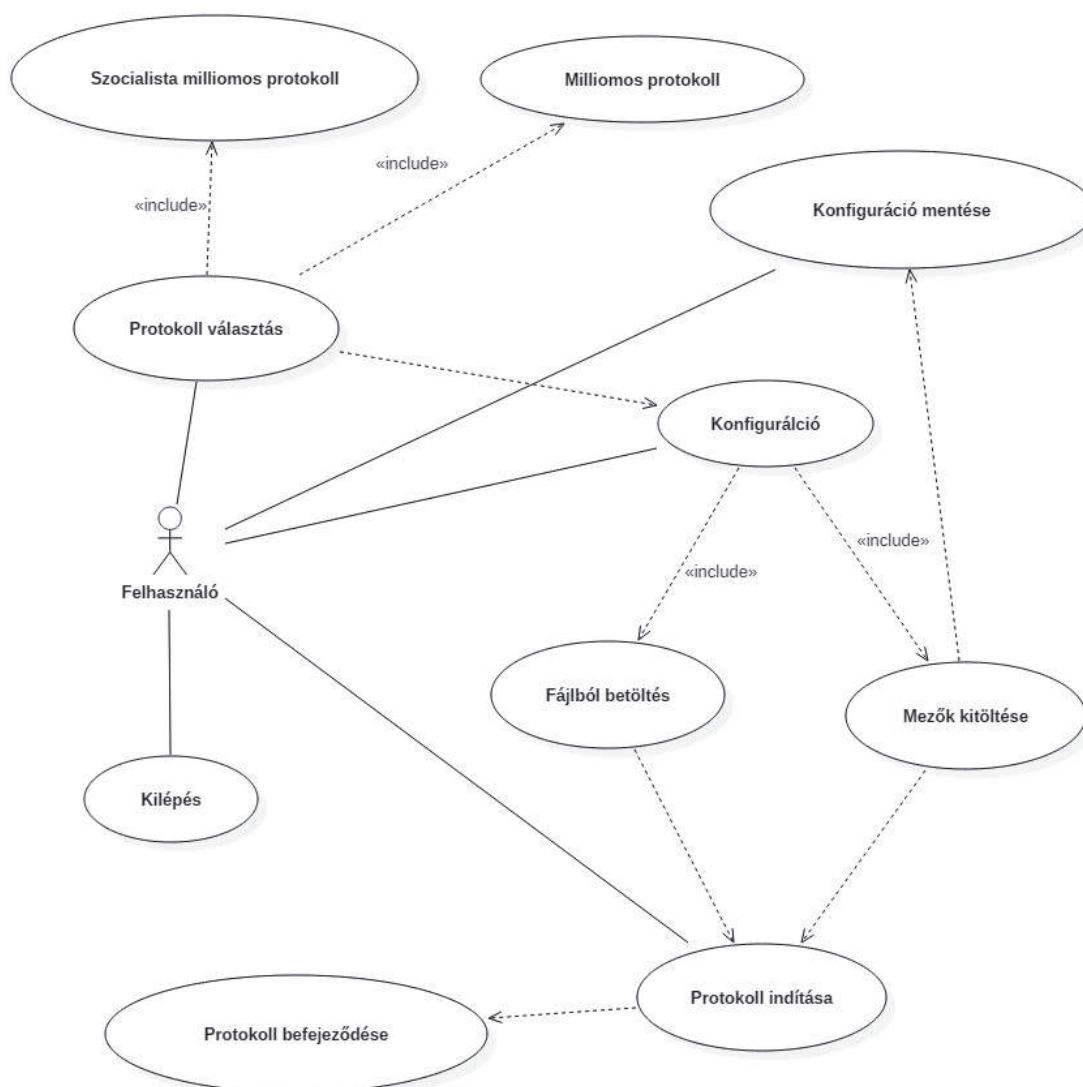 Szocialista milliomos protokoll
Milliomos protokoll
«include»
«include»
Konfiguráció mentése
Protokoll választás
Konfigurálció
«include»
«include»
Felhasználó
Fájlból betöltés
Mezők kitöltése
Kilépés
Protokoll indítása
Protokoll befejeződése